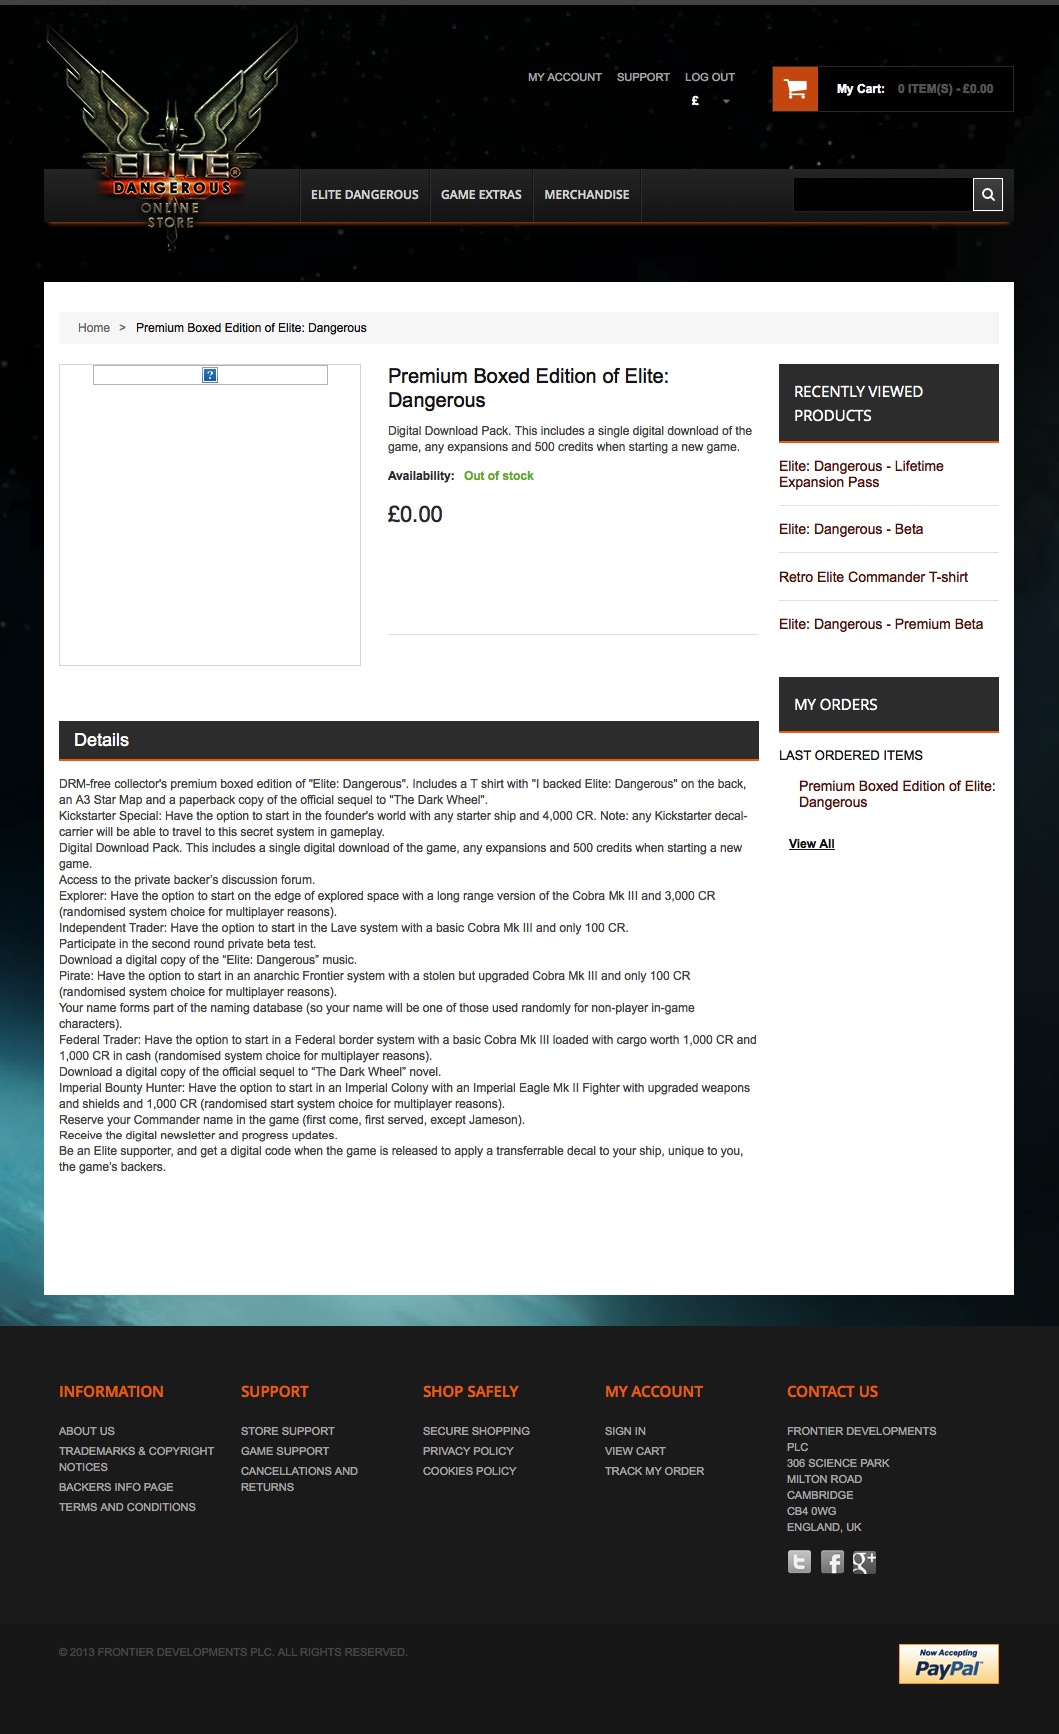 MY ACCOUNT SUPPORT LOG OUT
£
My Cart: 0 ITEM(S) - £0.00
ELITE®
DANGEROUS
ONLINE
STORE
ELITE DANGEROUS GAME EXTRAS MERCHANDISE
Home > Premium Boxed Edition of Elite: Dangerous
Premium Boxed Edition of Elite:
Dangerous
Digital Download Pack. This includes a single digital download of the
game, any expansions and 500 credits when starting a new game.
Availability: Out of stock
£0.00
RECENTLY VIEWED
PRODUCTS
Elite: Dangerous - Lifetime
Expansion Pass
Elite: Dangerous - Beta
Retro Elite Commander T-shirt
Elite: Dangerous - Premium Beta
MY ORDERS
LAST ORDERED ITEMS
Premium Boxed Edition of Elite:
Dangerous
View All
Details
DRM-free collector's premium boxed edition of "Elite: Dangerous". Includes a T shirt with "I backed Elite: Dangerous" on the back,
an A3 Star Map and a paperback copy of the official sequel to "The Dark Wheel".
Kickstarter Special: Have the option to start in the founder's world with any starter ship and 4,000 CR. Note: any Kickstarter decal-
carrier will be able to travel to this secret system in gameplay.
Digital Download Pack. This includes a single digital download of the game, any expansions and 500 credits when starting a new
game.
Access to the private backer’s discussion forum.
Explorer: Have the option to start on the edge of explored space with a long range version of the Cobra Mk III and 3,000 CR
(randomised system choice for multiplayer reasons).
Independent Trader: Have the option to start in the Lave system with a basic Cobra Mk III and only 100 CR.
Participate in the second round private beta test.
Download a digital copy of the “Elite: Dangerous” music.
Pirate: Have the option to start in an anarchic Frontier system with a stolen but upgraded Cobra Mk III and only 100 CR
(randomised system choice for multiplayer reasons).
Your name forms part of the naming database (so your name will be one of those used randomly for non-player in-game
characters).
Federal Trader: Have the option to start in a Federal border system with a basic Cobra Mk III loaded with cargo worth 1,000 CR and
1,000 CR in cash (randomised system choice for multiplayer reasons).
Download a digital copy of the official sequel to “The Dark Wheel” novel.
Imperial Bounty Hunter: Have the option to start in an Imperial Colony with an Imperial Eagle Mk II Fighter with upgraded weapons
and shields and 1,000 CR (randomised start system choice for multiplayer reasons).
Reserve your Commander name in the game (first come, first served, except Jameson).
Receive the digital newsletter and progress updates.
Be an Elite supporter, and get a digital code when the game is released to apply a transferrable decal to your ship, unique to you,
the game’s backers.
INFORMATION
ABOUT US
TRADEMARKS & COPYRIGHT
NOTICES
BACKERS INFO PAGE
TERMS AND CONDITIONS
SUPPORT
STORE SUPPORT
GAME SUPPORT
CANCELLATIONS AND
RETURNS
SHOP SAFELY
SECURE SHOPPING
PRIVACY POLICY
COOKIES POLICY
MY ACCOUNT
SIGN IN
VIEW CART
TRACK MY ORDER
CONTACT US
FRONTIER DEVELOPMENTS
PLC
306 SCIENCE PARK
MILTON ROAD
CAMBRIDGE
CB4 0WG
ENGLAND, UK
© 2013 FRONTIER DEVELOPMENTS PLC. ALL RIGHTS RESERVED.
Now Accepting
PayPal